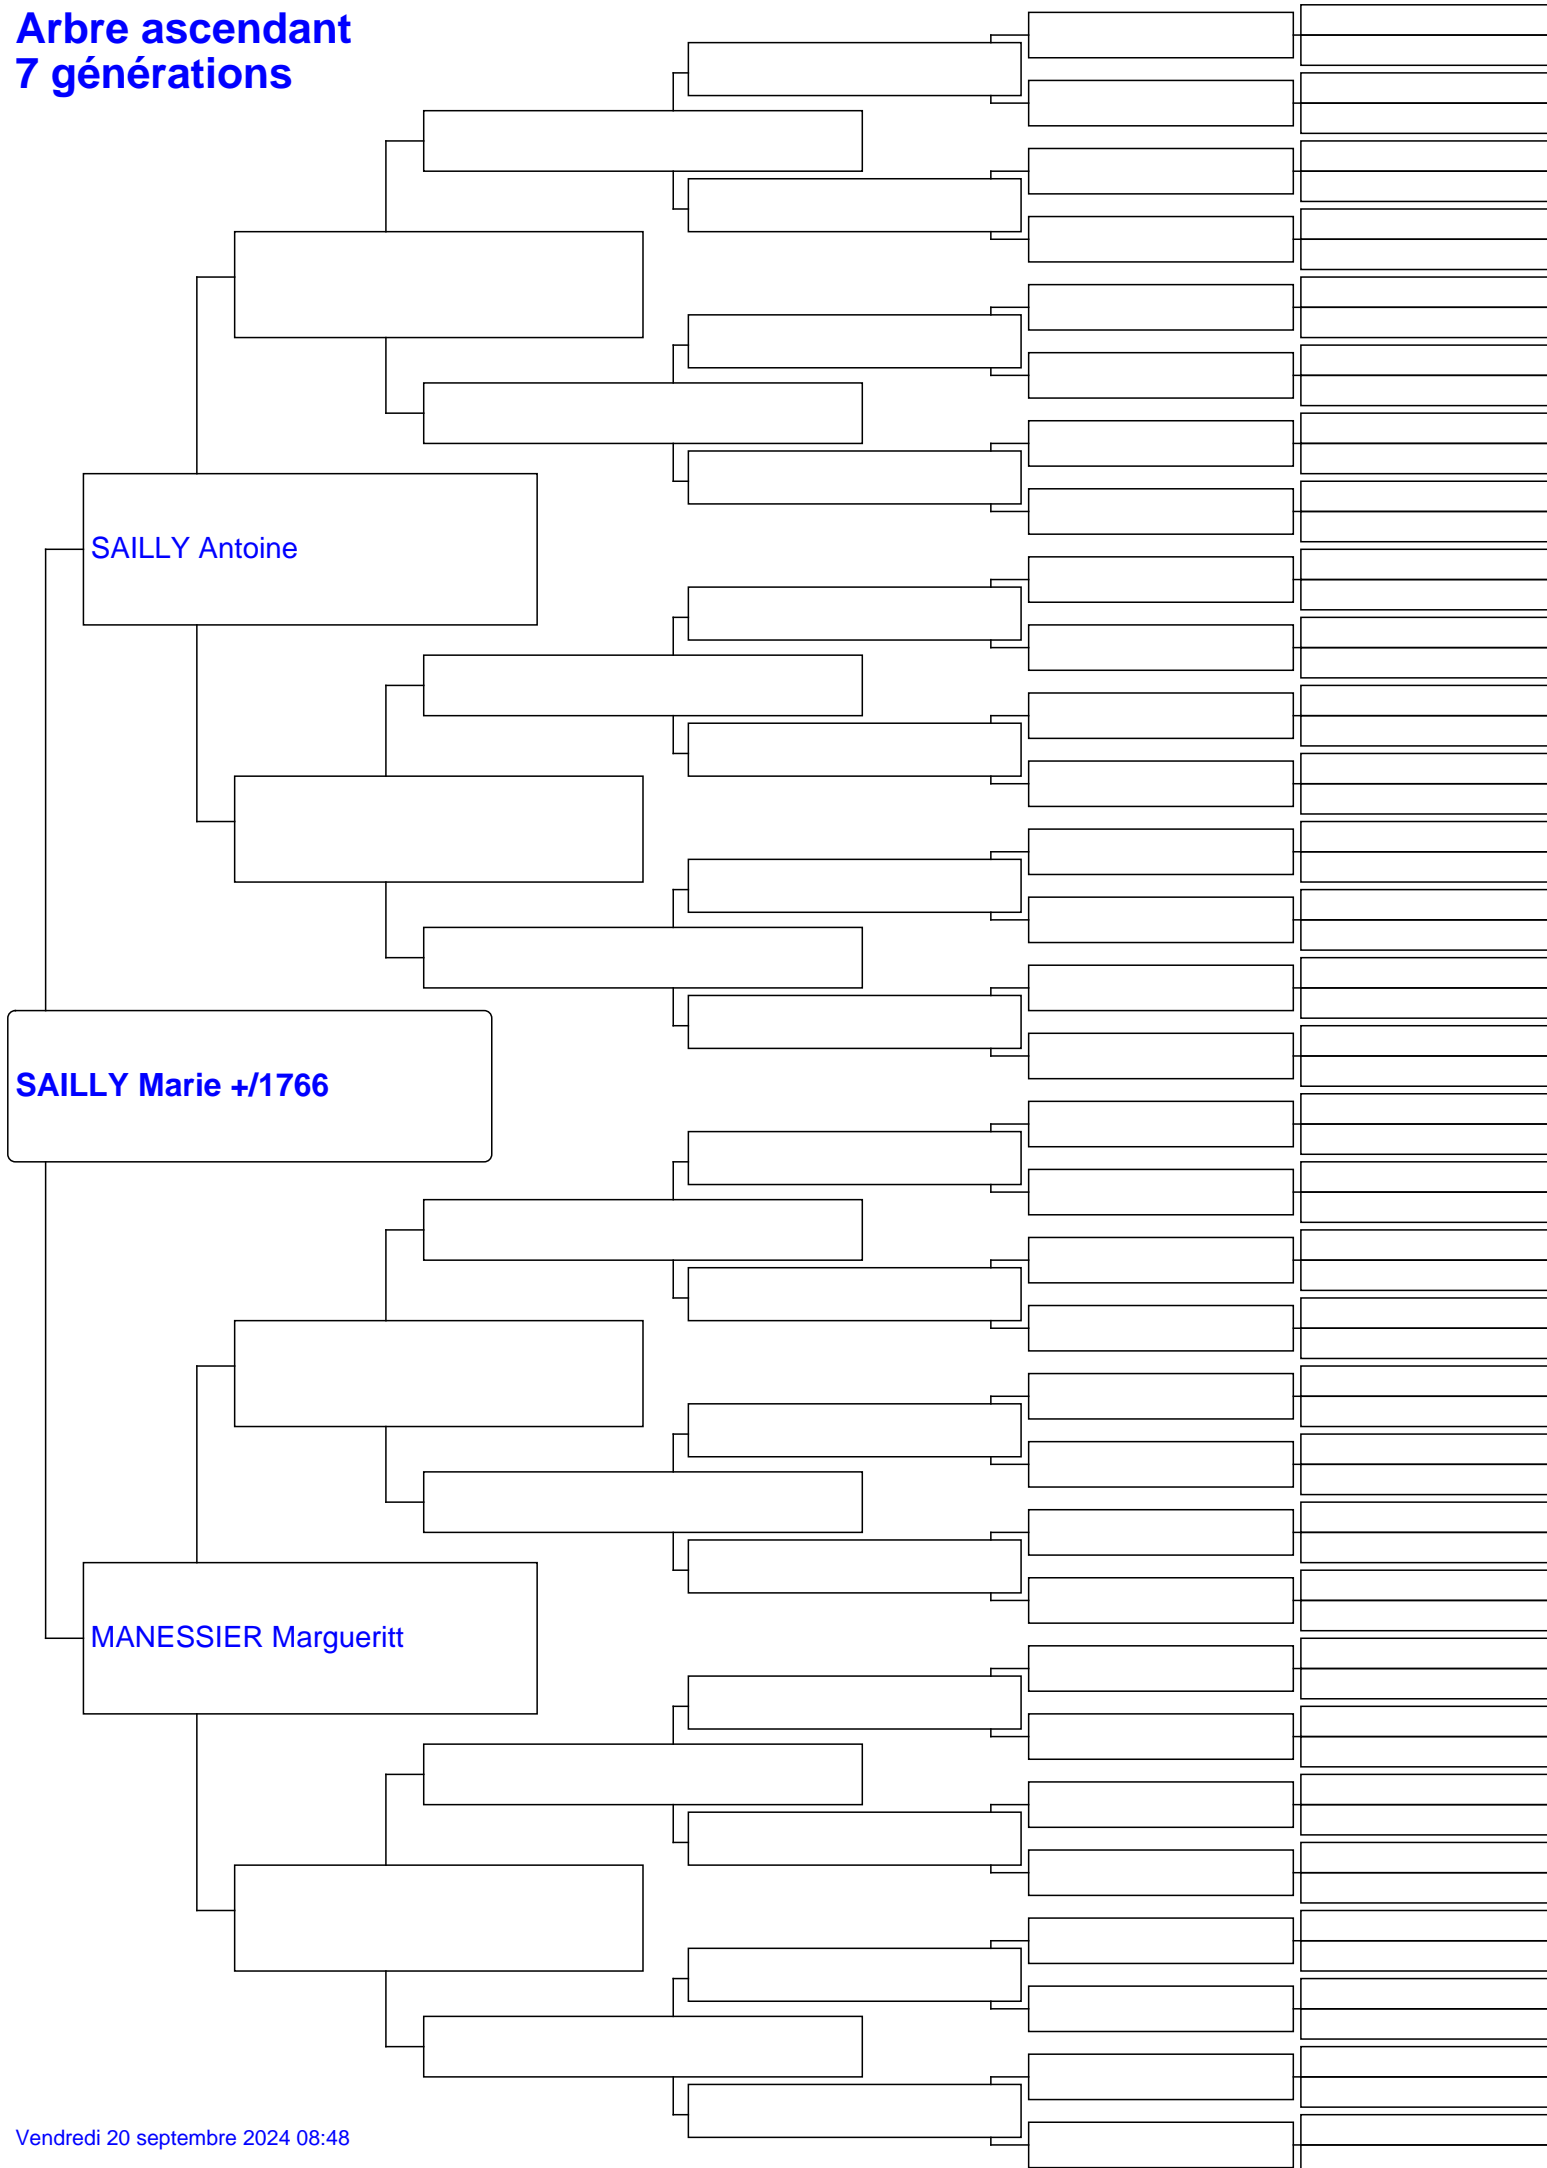 Arbre ascendant
7 générations
SAILLY Antoine
SAILLY Marie +/1766
MANESSIER Margueritt
Vendredi 20 septembre 2024 08:48